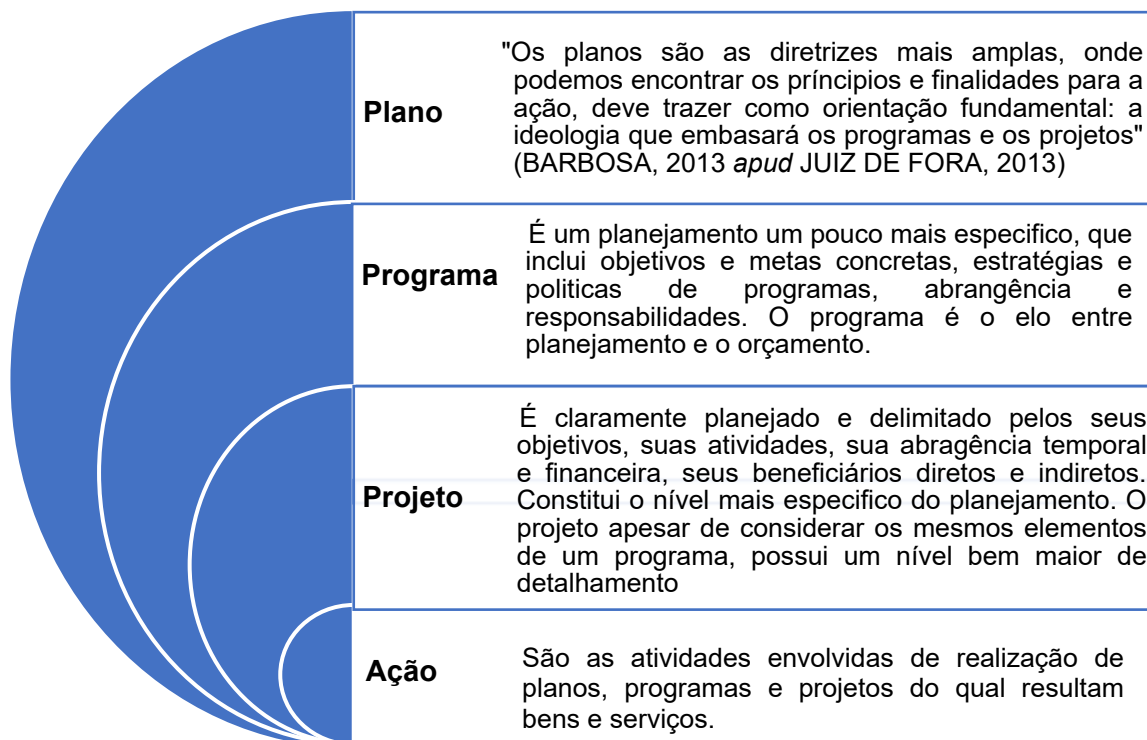 Plano
"Os planos são as diretrizes mais amplas, onde
podemos encontrar os príncipios e finalidades para a
ação, deve trazer como orientação fundamental: a
ideologia que embasará os programas e os projetos"
(BARBOSA, 2013 apud JUIZ DE FORA, 2013)
Programa
É um planejamento um pouco mais especifico, que
inclui objetivos e metas concretas, estratégias e
politicas de programas, abrangência e
responsabilidades. O programa é o elo entre
planejamento e o orçamento.
Projeto
É claramente planejado e delimitado pelos seus
objetivos, suas atividades, sua abragência temporal
e financeira, seus beneficiários diretos e indiretos.
Constitui o nível mais especifico do planejamento. O
projeto apesar de considerar os mesmos elementos
de um programa, possui um nível bem maior de
detalhamento
Ação
São as atividades envolvidas de realização de
planos, programas e projetos do qual resultam
bens e serviços.